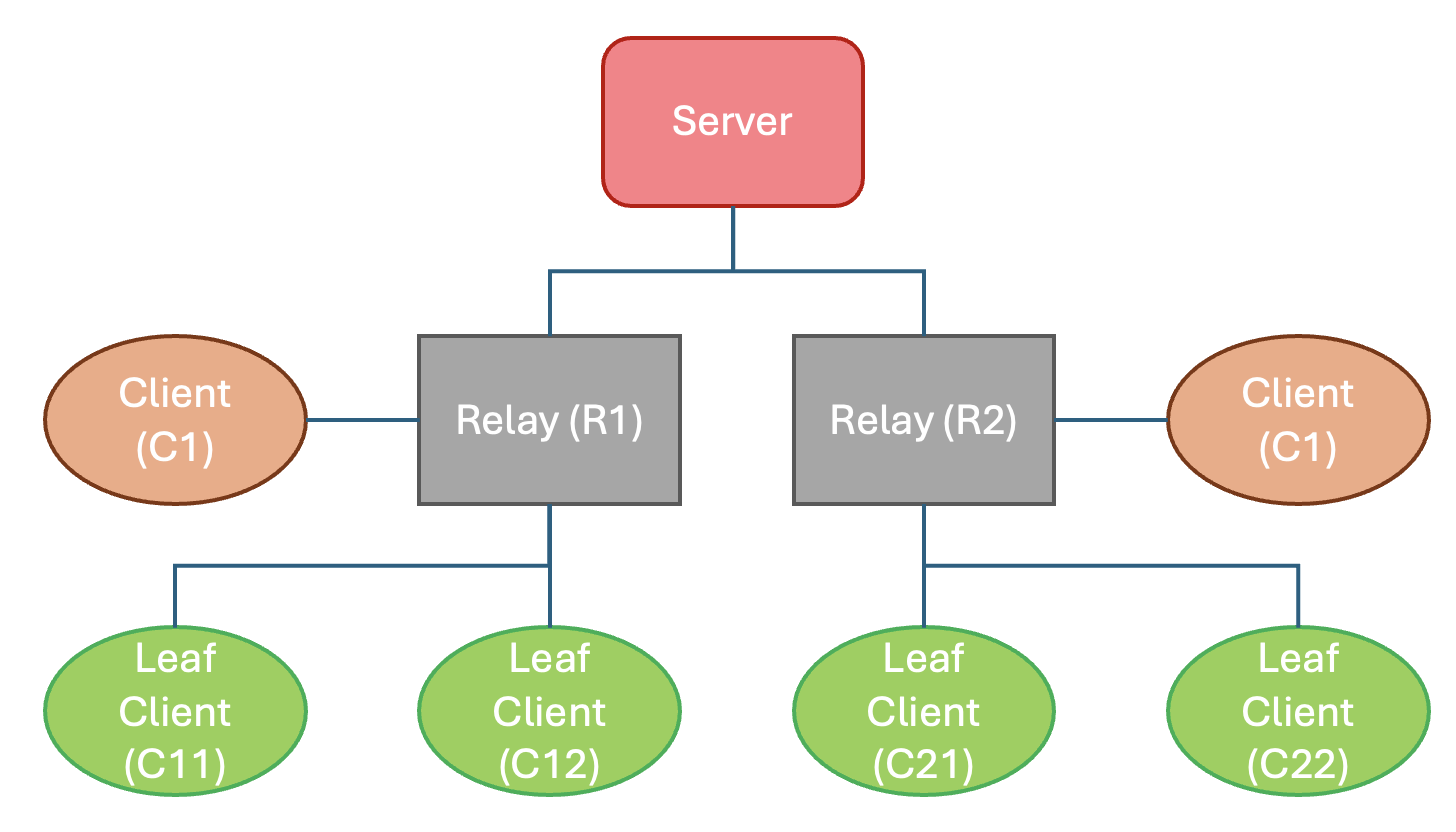 Server
Client
(C1)
Relay (R1)
Relay (R2)
Client
(C1)
Leaf
Client
(C11)
Leaf
Client
(C12)
Leaf
Client
(C21)
Leaf
Client
(C22)